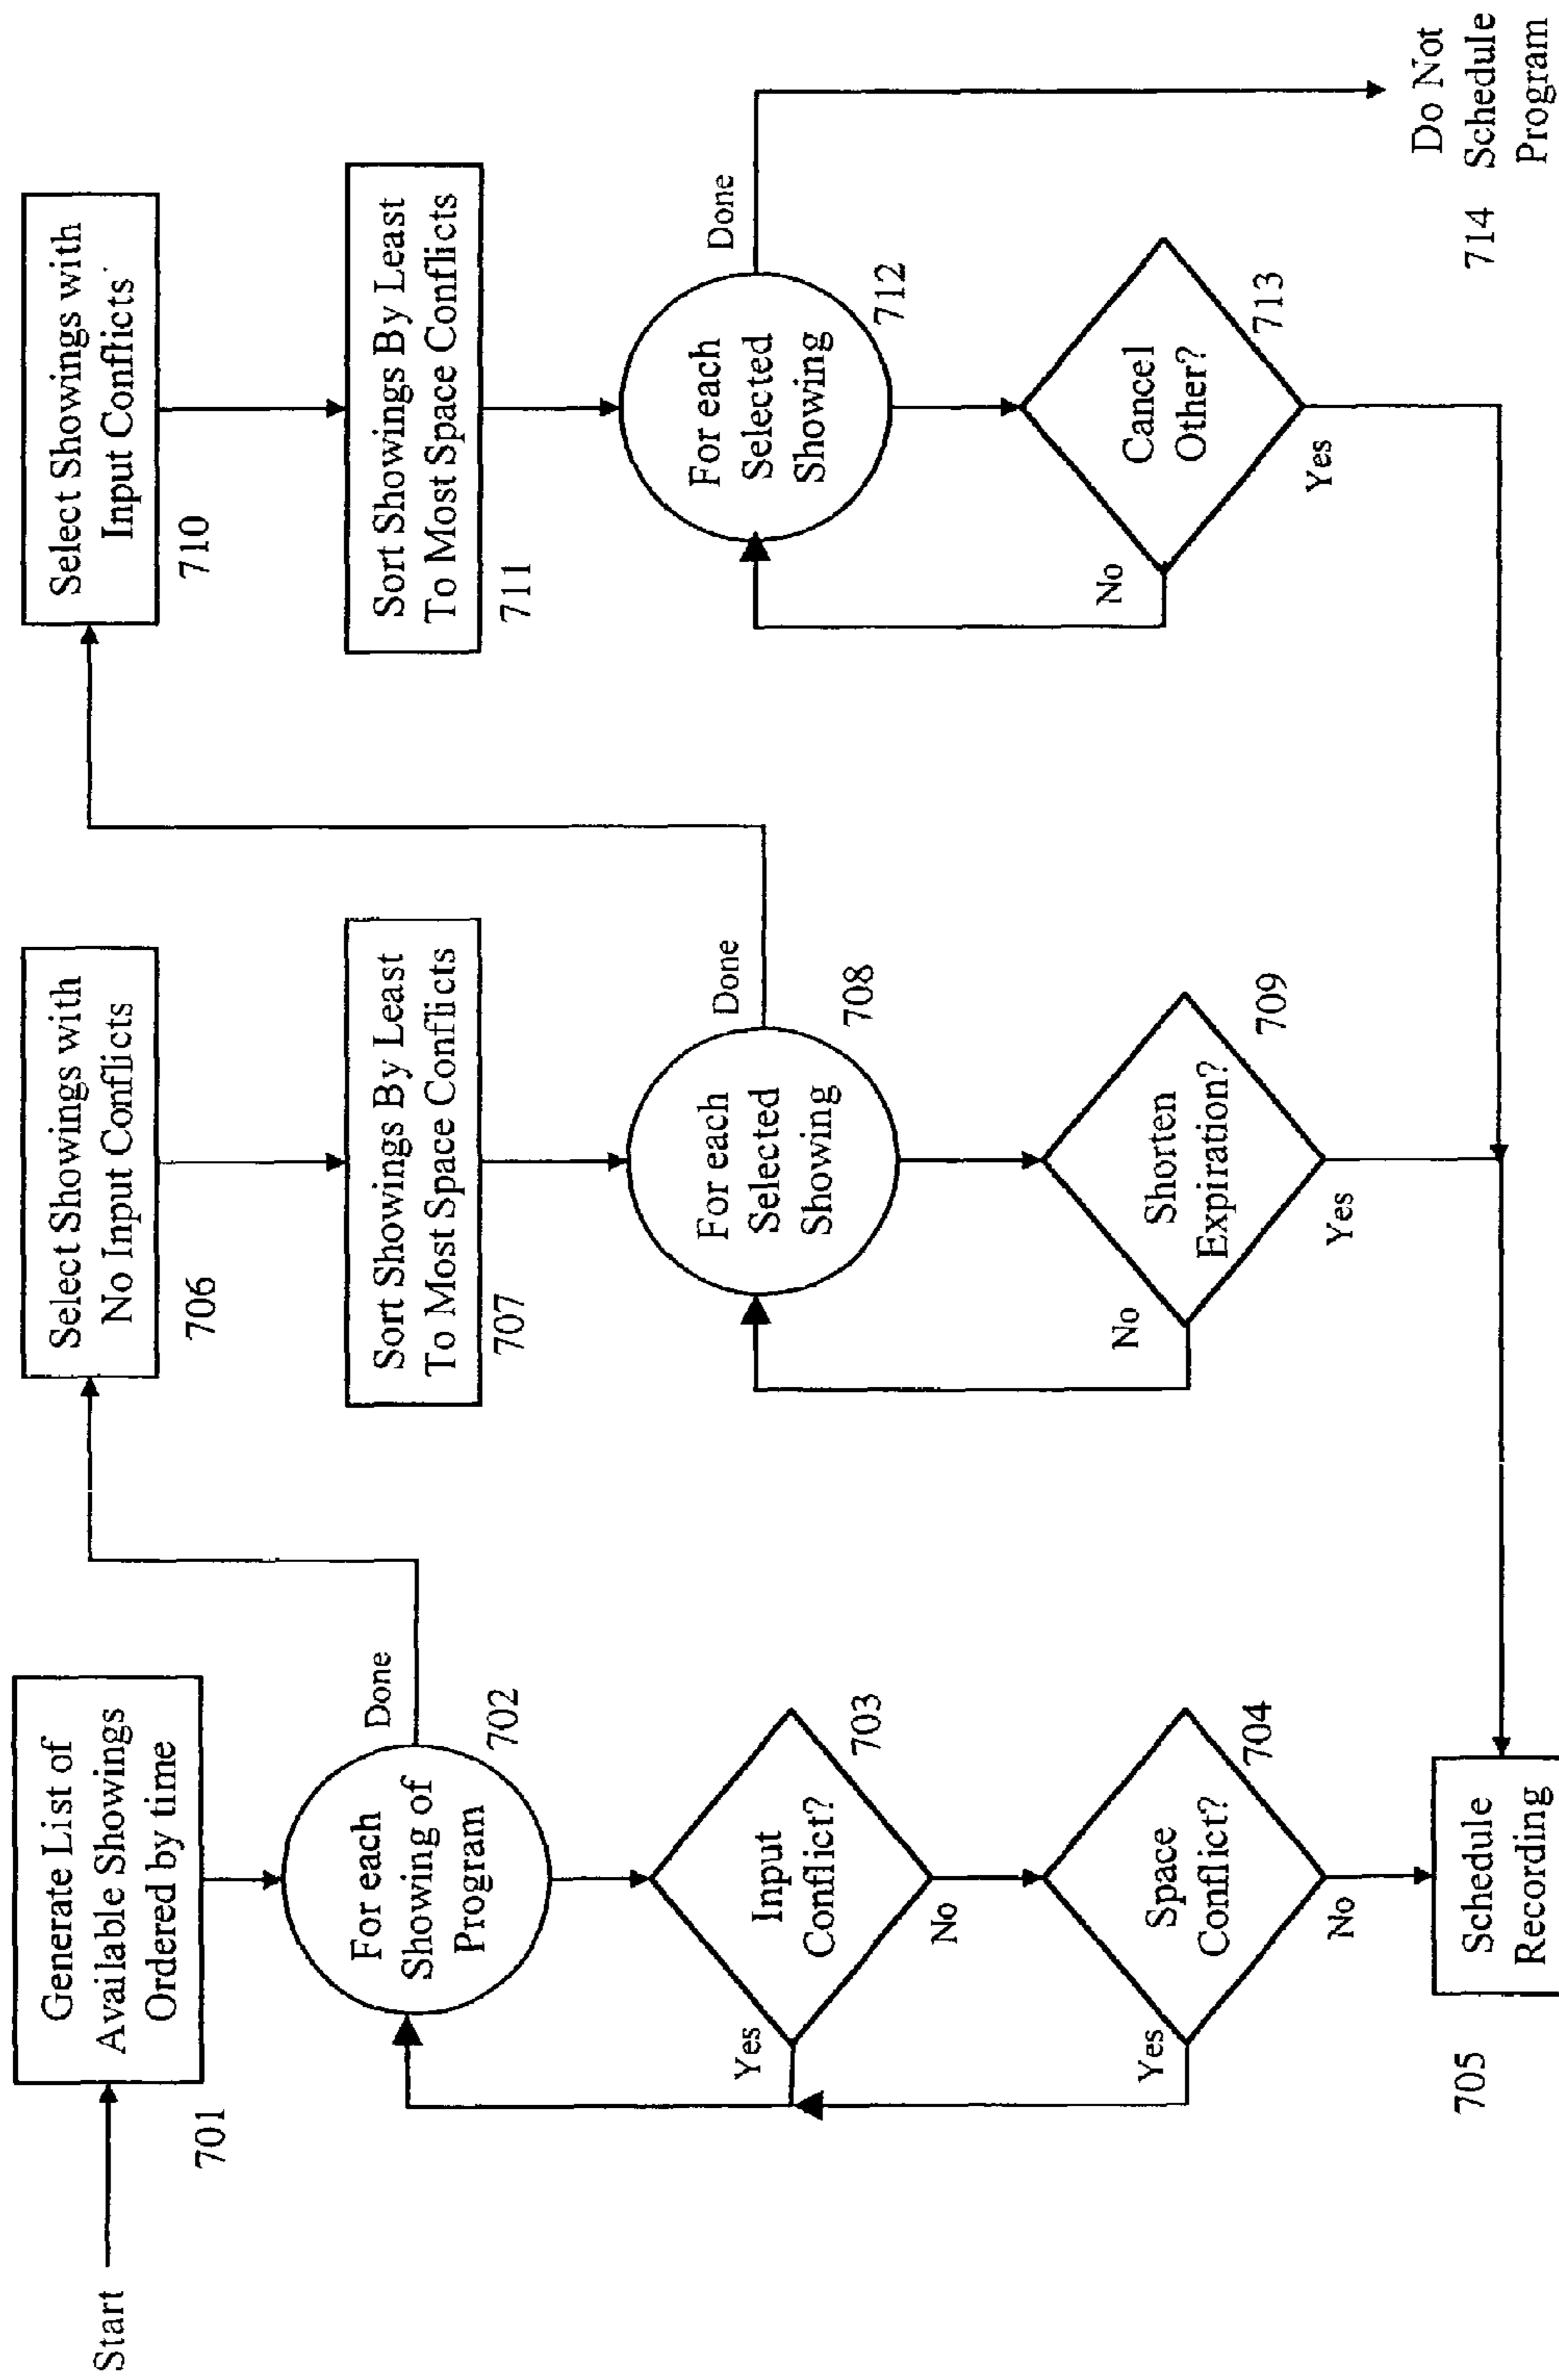 Start
Generate List of
Available Showings
Ordered by time
701
For each
Showing of
Program
Done
702
Input
Conflict?
703
Yes
No
Space
Conflict?
704
Yes
No
Schedule
Recording
705
Select Showings with
No Input Conflicts
706
Sort Showings By Least
To Most Space Conflicts
707
For each
Selected
Showing
Done
708
Shorten
Expiration?
709
No
Yes
Select Showings with
Input Conflicts
710
Sort Showings By Least
To Most Space Conflicts
711
For each
Selected
Showing
Done
712
Cancel
Other?
713
No
Yes
Do Not
714 Schedule
Program